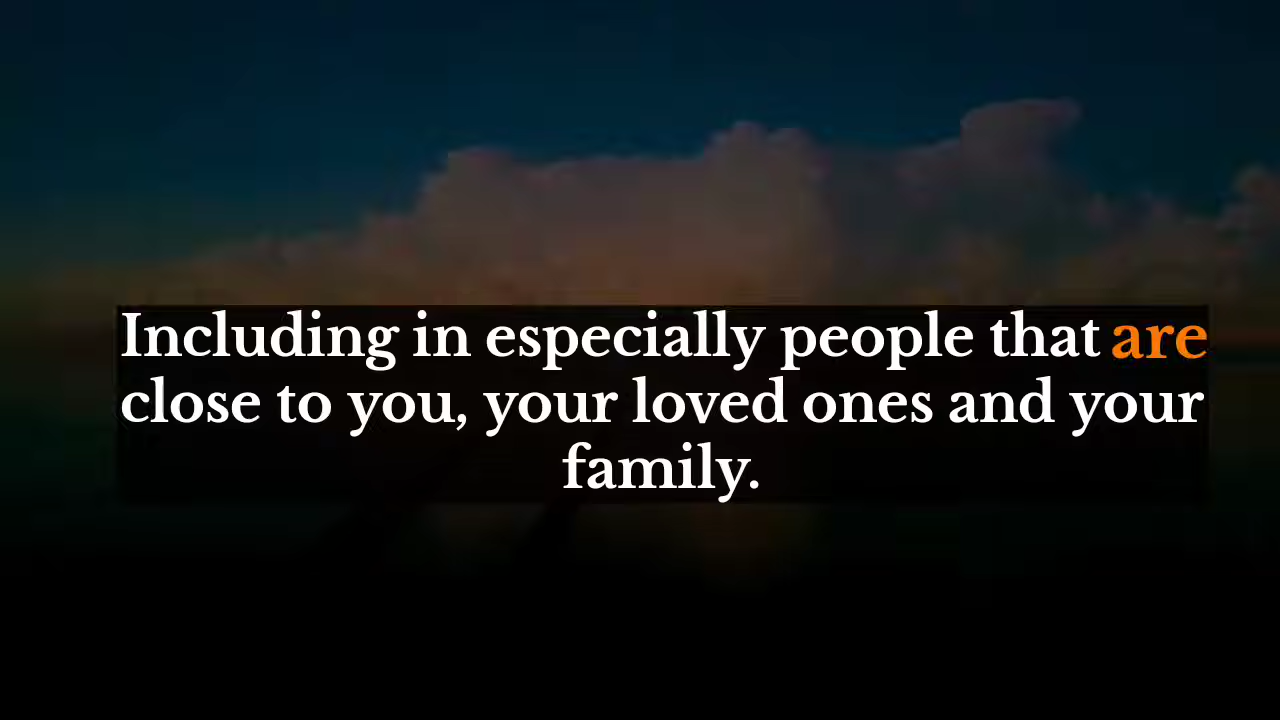 Including in especially people that are
close to you, your loved ones and your
family.